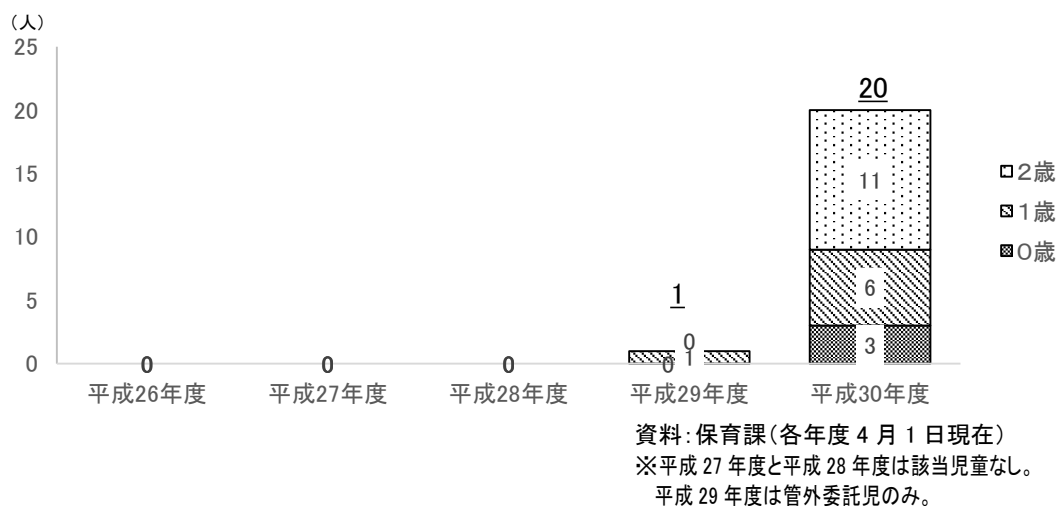 （人）
25
20
15
10
5
0
20
11
6
3
1
0
0 1
0
0
0
平成26年度 平成27年度 平成28年度 平成29年度 平成30年度
２歳
１歳
０歳
資料：保育課（各年度 4 月 1 日現在）
※平成 27 年度と平成 28 年度は該当児童なし。
平成 29 年度は管外委託児のみ。